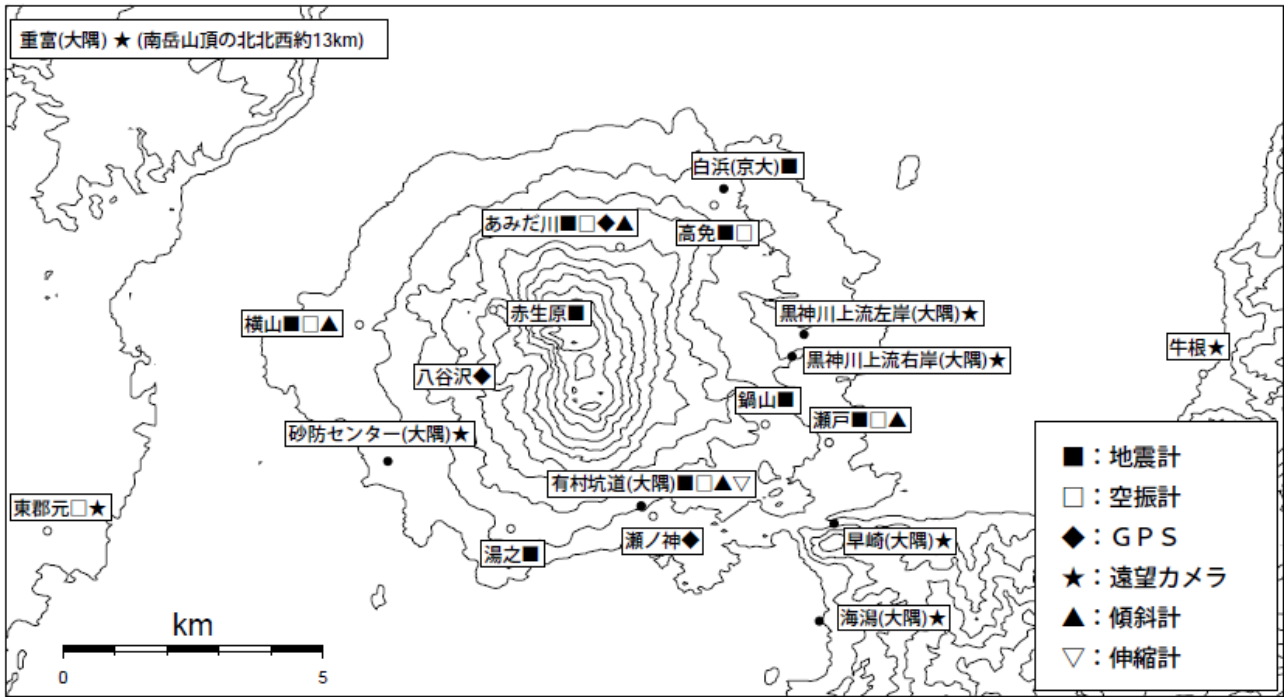 重富(大隅) ★ (南岳山頂の北北西約13km)
白浜(京大)■
あみだ川■□◆▲
高免■□
赤生原■
横山■□▲
黒神川上流左岸(大隅)★
黒神川上流右岸(大隅)★
牛根★
八谷沢◆
鍋山■
瀬戸■□▲
砂防センター(大隅)★
有村坑道(大隅)■□▲▽
東郡元□★
湯之■
瀬ノ神◆
早崎(大隅)★
海潟(大隅)★
km
0 5
■：地震計
□：空振計
◆：ＧＰＳ
★：遠望カメラ
▲：傾斜計
▽：伸縮計